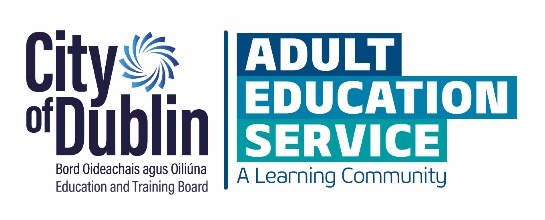 City
of Dublin
Bord Oideachais agus Oiliúna
Education and Training Board
ADULT
EDUCATION
SERVICE
A Learning Community